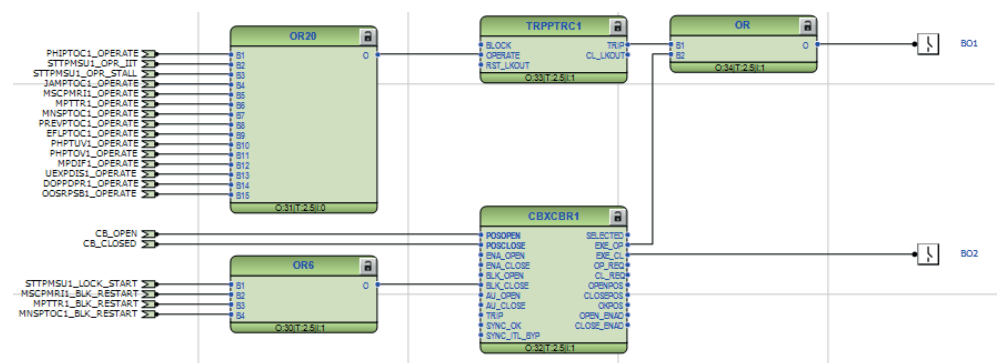 OR20
PHIPTOC1_OPERATE B1 O
STTPMSU1_OPR_IIT B2
STTPMSU1_OPR_STALL B3
JAMPTOC1_OPERATE B4
MSCPMRI1_OPERATE B5
MPTTR1_OPERATE B6
MNSPTOC1_OPERATE B7
PREVPTOC1_OPERATE B8
EFLPTOC1_OPERATE B9
PHPTUV1_OPERATE B10
PHPTOV1_OPERATE B11
MPDIF1_OPERATE B12
UEXPDIS1_OPERATE B13
DOPPDPR1_OPERATE B14
OOSRPSB1_OPERATE B15
O:31|T:2.5|I:0
TRPPTRC1
BLOCK TRIP
OPERATE CL_LKOUT
RST_LKOUT
O:33|T:2.5|I:1
OR
B1 O
B2
O:34|T:2.5|I:1
BO1
CB_OPEN
CB_CLOSED
CBXCBR1
POSOPEN SELECTED
POSCLOSE EXE_OP
ENA_OPEN EXE_CL
ENA_CLOSE OP_REQ
BLK_OPEN CL_REQ
BLK_CLOSE OPENPOS
AU_OPEN CLOSEPOS
AU_CLOSE OKPOS
TRIP OPEN_ENAD
SYNC_OK CLOSE_ENAD
SYNC_ITL_BYP
O:32|T:2.5|I:1
BO2
OR6
STTPMSU1_LOCK_START B1 O
MSCPMRI1_BLK_RESTART B2
MPTTR1_BLK_RESTART B3
MNSPTOC1_BLK_RESTART B4
O:30|T:2.5|I:1